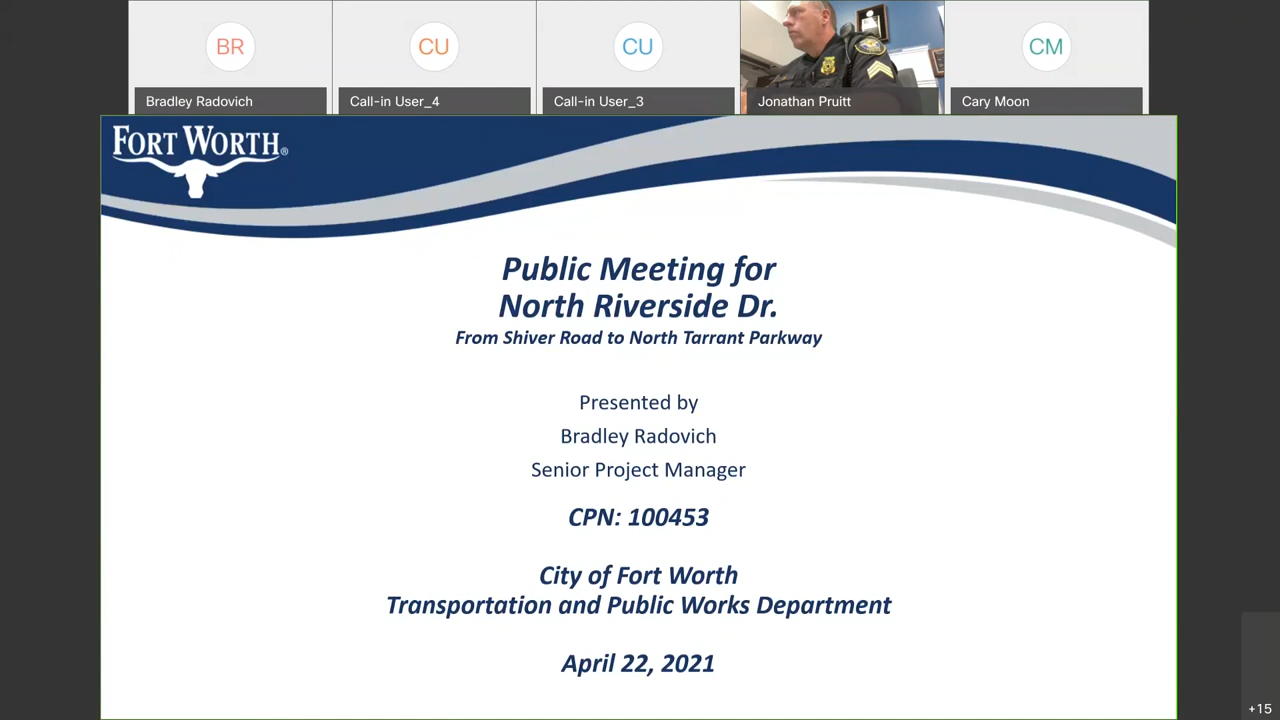 BR
CU
CU
CM
Bradley Radovich
Call-in User_4
Call-in User_3
Jonathan Pruitt
Cary Moon
FORT WORTH®
Public Meeting for
North Riverside Dr.
From Shiver Road to North Tarrant Parkway
Presented by
Bradley Radovich
Senior Project Manager
CPN: 100453
City of Fort Worth
Transportation and Public Works Department
April 22, 2021
+15